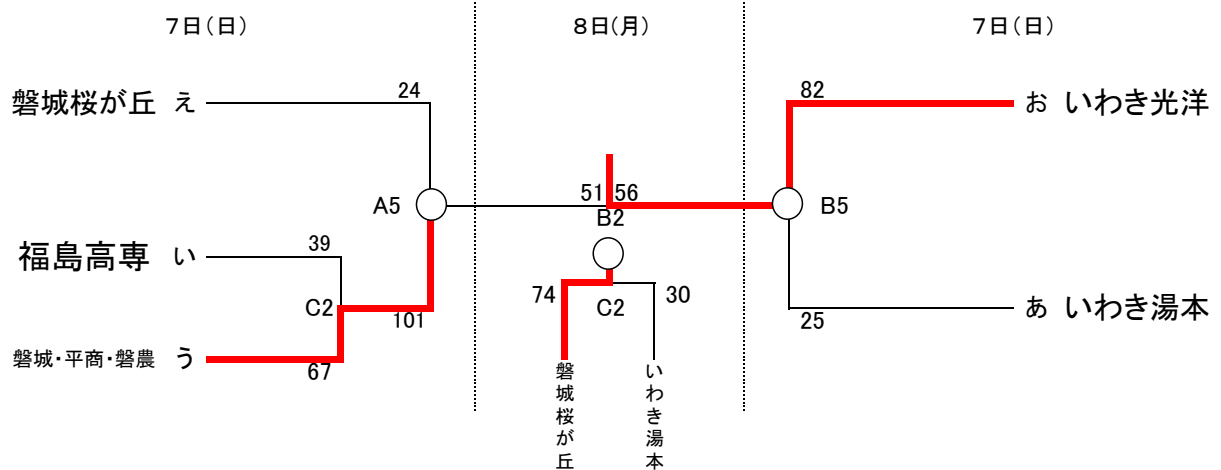 ７日（日）
８日（月）
７日（日）
磐城桜が丘 え
24
82
お いわき光洋
51 56
A5
B2
B5
福島高専 い
39
C2
101
74
C2
30
25
あ いわき湯本
磐城・平商・磐農 う
67
磐城桜が丘
いわき湯本